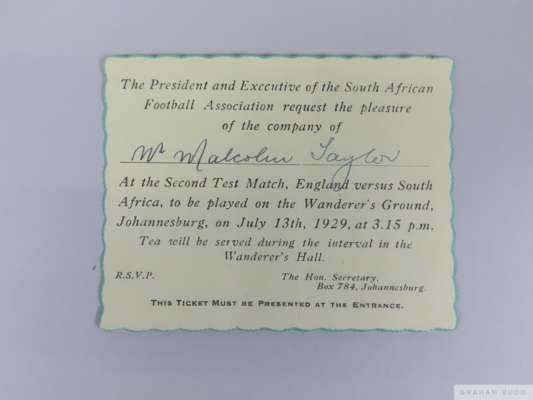 The President and Executive of the South African
Football Association request the pleasure
of the company of
Mr Malcolm Taylor
At the Second Test Match, England versus South
Africa, to be played on the Wanderer's Ground,
Johannesburg, on July 13th, 1929, at 3.15 p.m.
Tea will be served during the interval in the
Wanderer's Hall.
R.S.V.P.
The Hon. Secretary,
Box 784, Johannesburg.
THIS TICKET MUST BE PRESENTED AT THE ENTRANCE.
GRAHAM BUDD